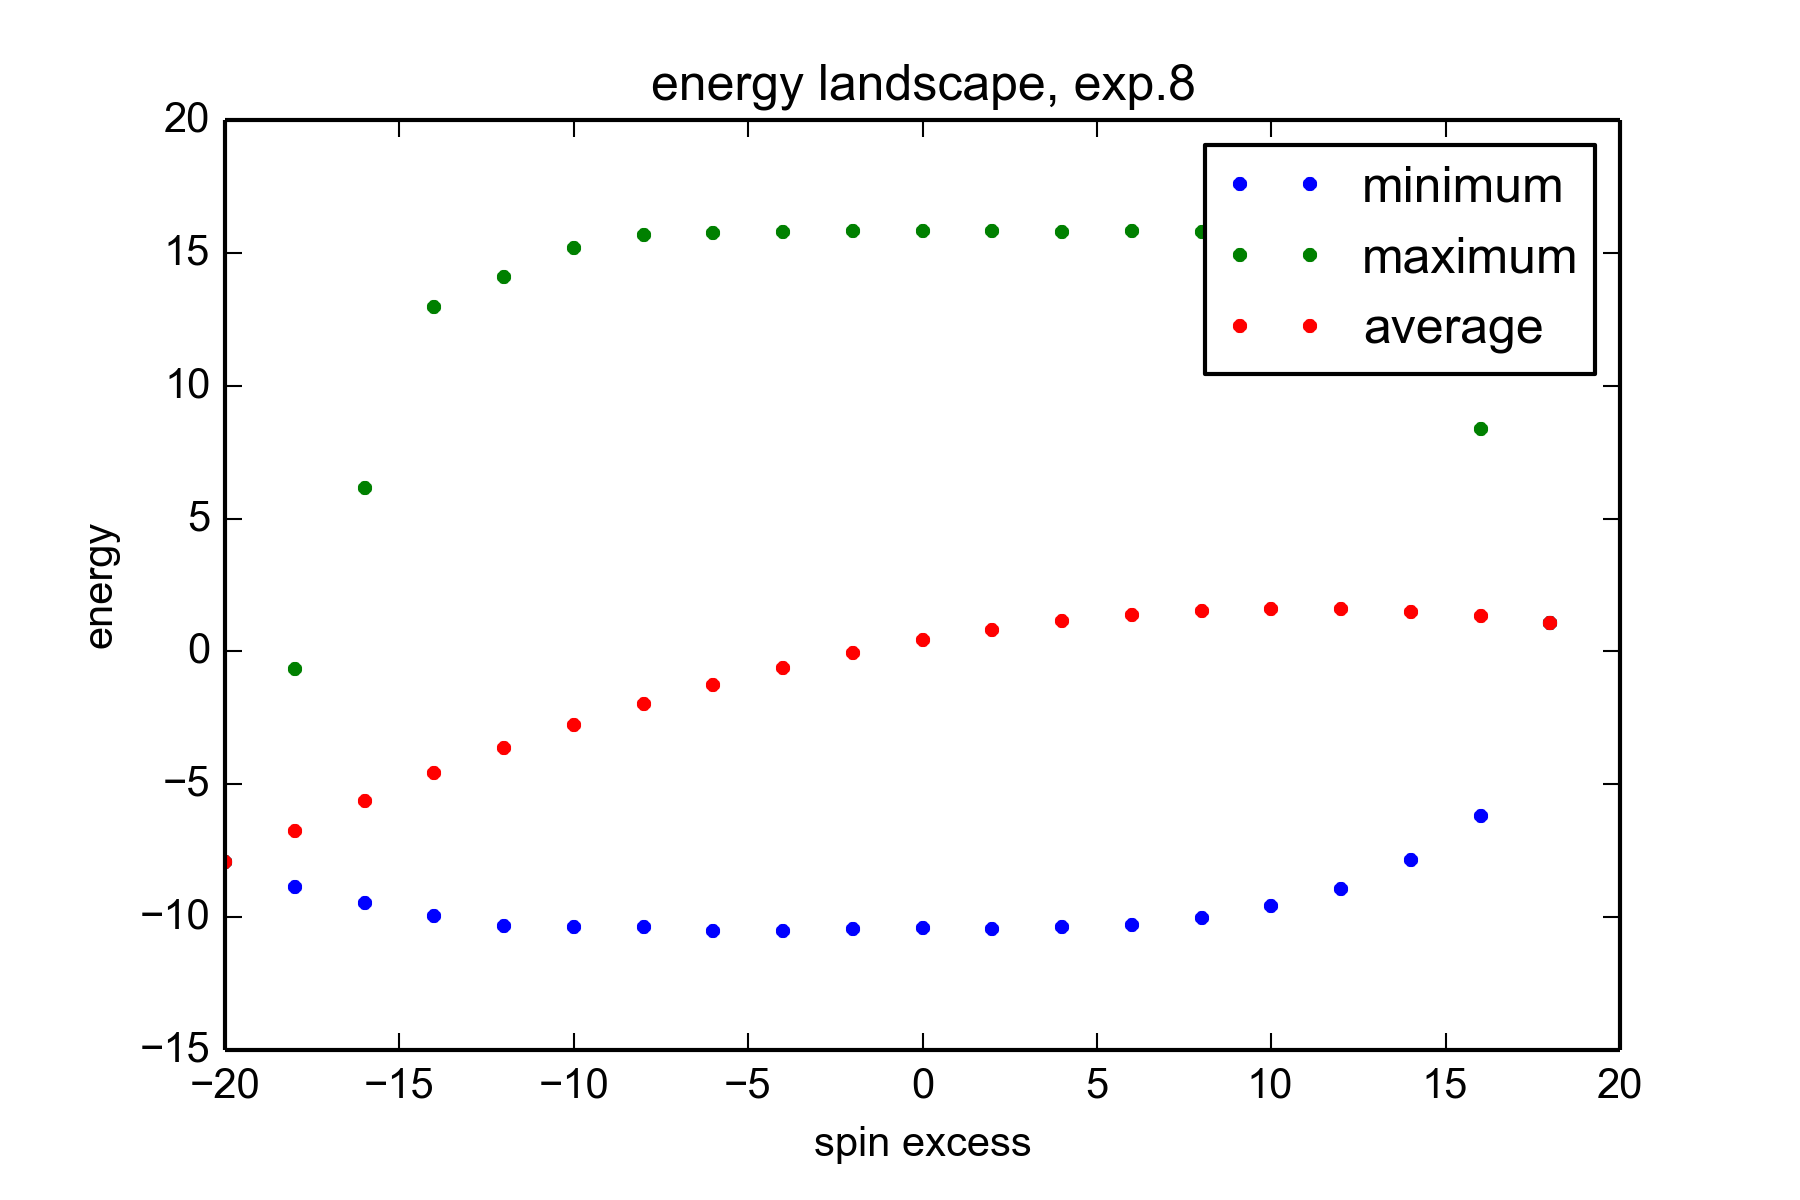 energy landscape, exp.8
20
15
10
5
0
−5
−10
−15
energy
minimum
maximum
average
−20 −15 −10 −5 0 5 10 15 20
spin excess